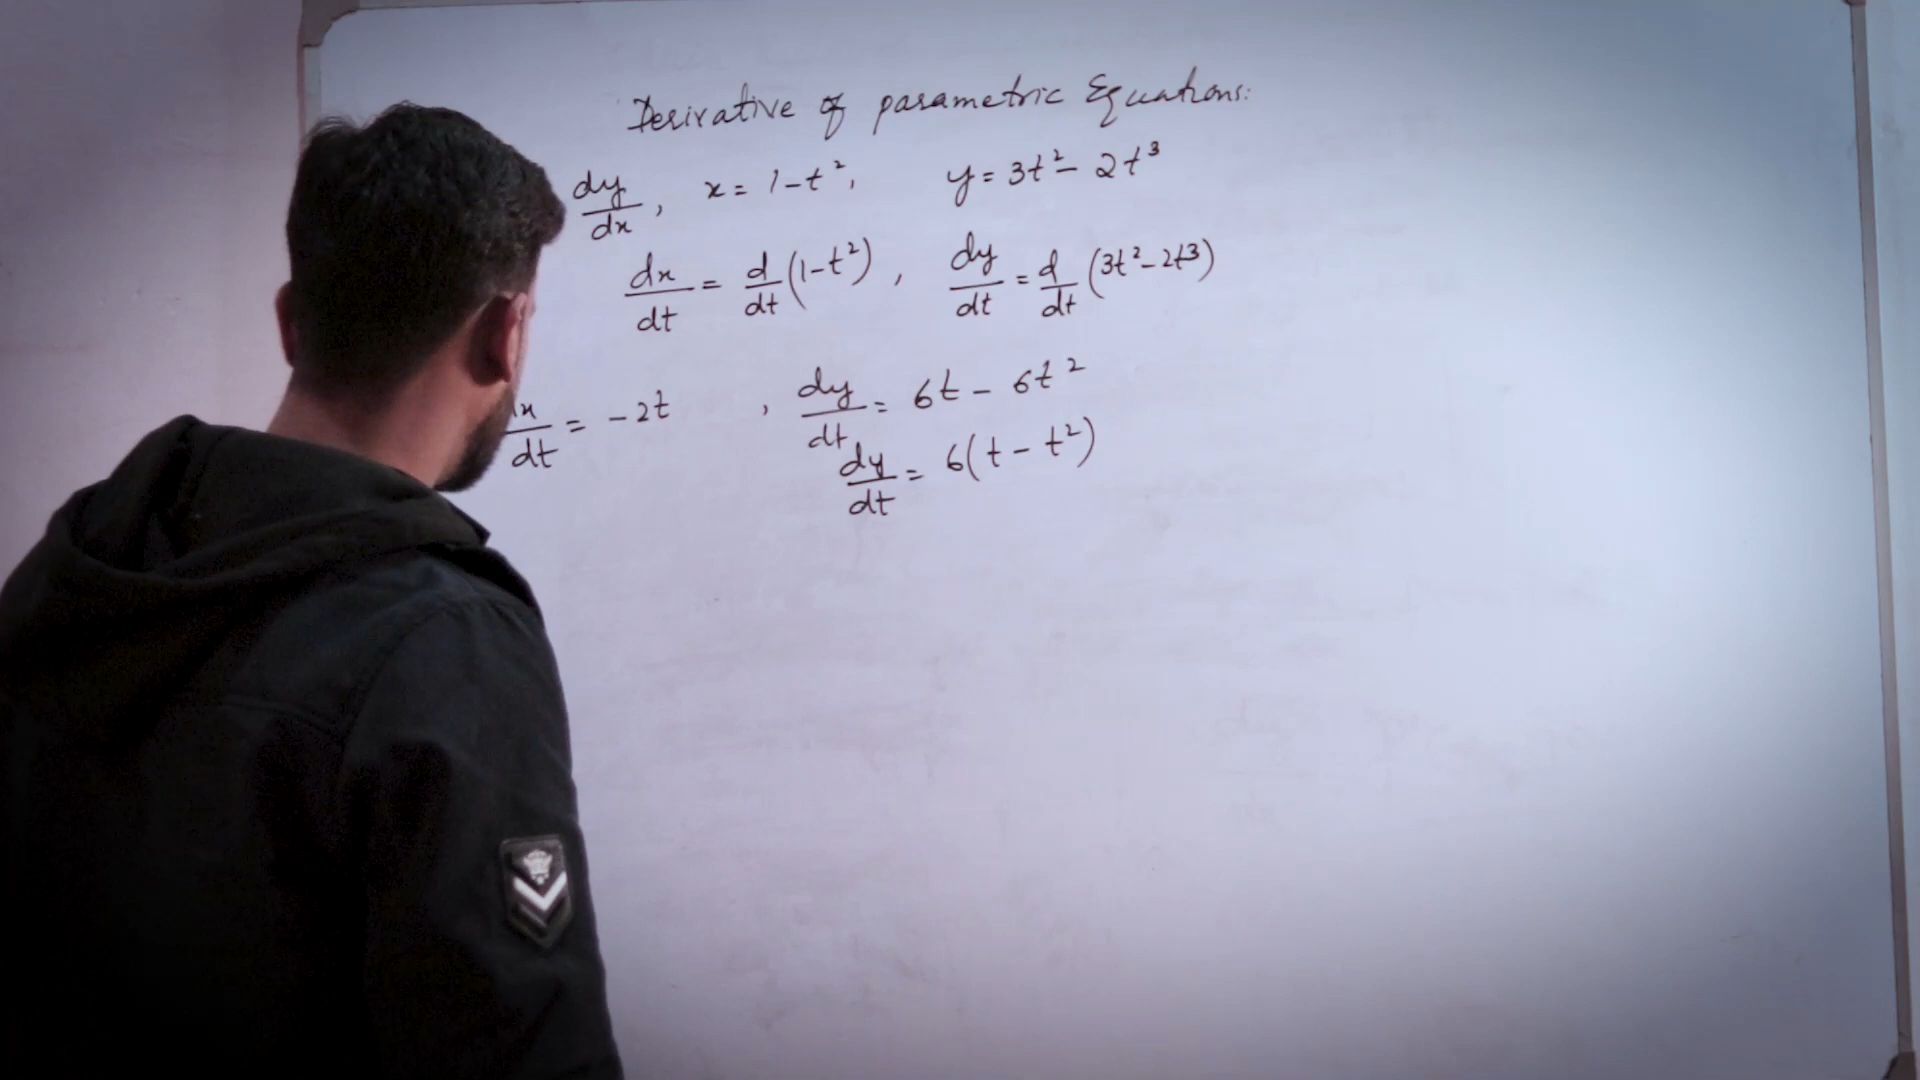 Derivative of parametric Equations:
dy/dx, x = 1-t², y = 3t² - 2t³
dx/dt = d/dt (1-t²), dy/dt = d/dt (3t²-2t³)
dx/dt = -2t, dy/dt = 6t - 6t²
dy/dt = 6(t - t²)